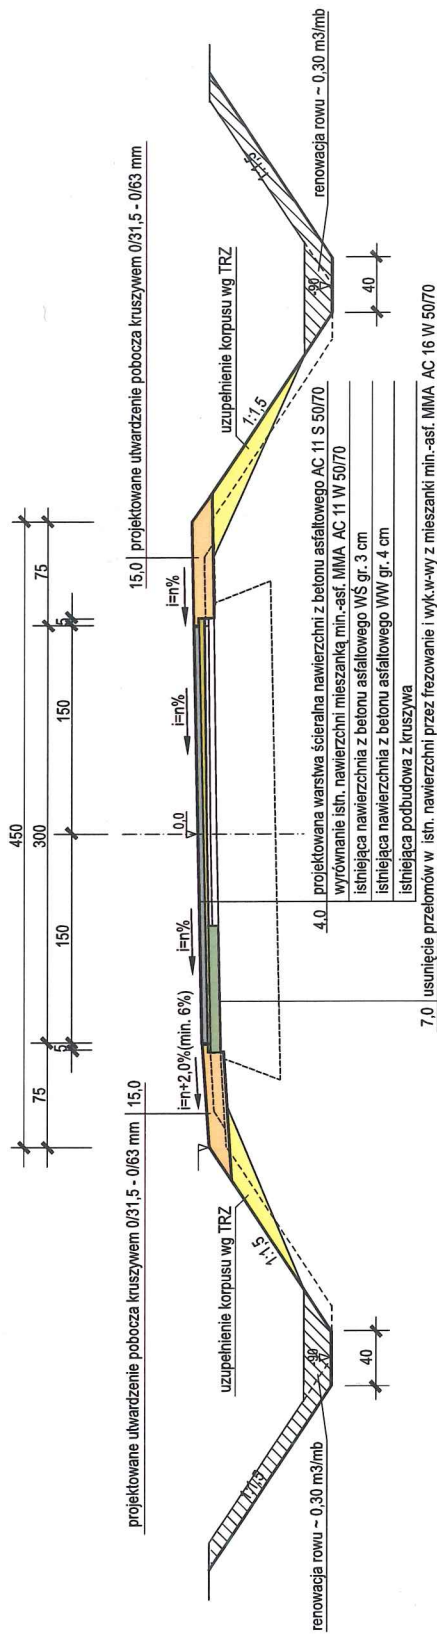 450
75
300
75
5
150
150
5
projektowane utwardzenie pobocza kruszywem 0/31,5 - 0/63 mm
15,0
15,0 projektowane utwardzenie pobocza kruszywem 0/31,5 - 0/63 mm
i=n+2,0%(min. 6%)
i=n%
0,0
i=n%
i=n%
uzupełnienie korpusu wg TRZ
1:1,5
uzupełnienie korpusu wg TRZ
1:1,5
1:1,5
1:1,5
-90
-90
40
40
renowacja rowu ~ 0,30 m3/mb
renowacja rowu ~ 0,30 m3/mb
4,0 projektowana warstwa ścieralna nawierzchni z betonu asfaltowego AC 11 S 50/70
wyrównanie istn. nawierzchni mieszanką min.-asf. MMA AC 11 W 50/70
istniejąca nawierzchnia z betonu asfaltowego WŚ gr. 3 cm
istniejąca nawierzchnia z betonu asfaltowego WW gr. 4 cm
istniejąca podbudowa z kruszywa
7,0 usunięcie przełomów w istn. nawierzchni przez frezowanie i wyk.w-wy z mieszanki min.-asf. MMA AC 16 W 50/70